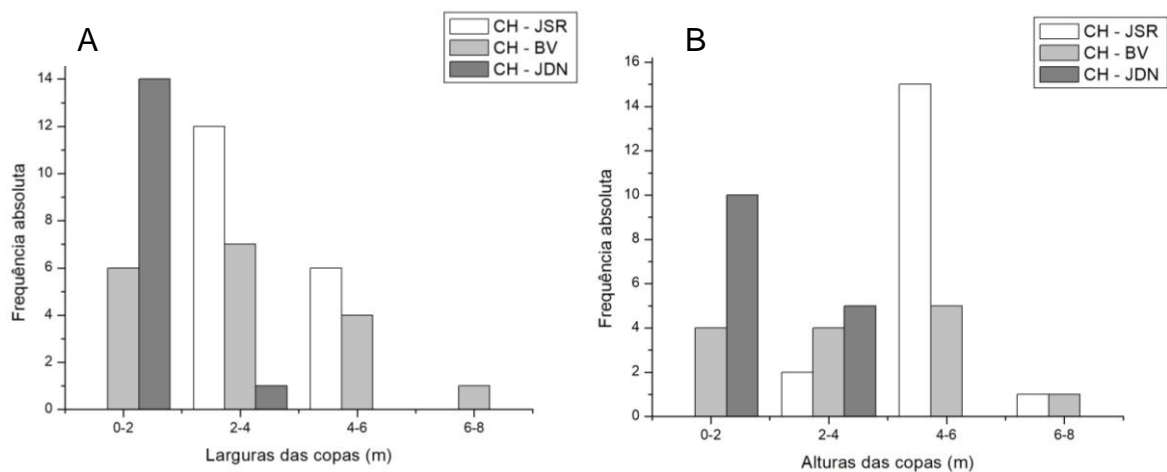 A
CH - JSR
CH - BV
CH - JDN
14
12
10
8
6
4
2
0
Frequência absoluta
0-2
2-4
4-6
6-8
Larguras das copas (m)
B
CH - JSR
CH - BV
CH - JDN
16
14
12
10
8
6
4
2
0
Frequência absoluta
0-2
2-4
4-6
6-8
Alturas das copas (m)